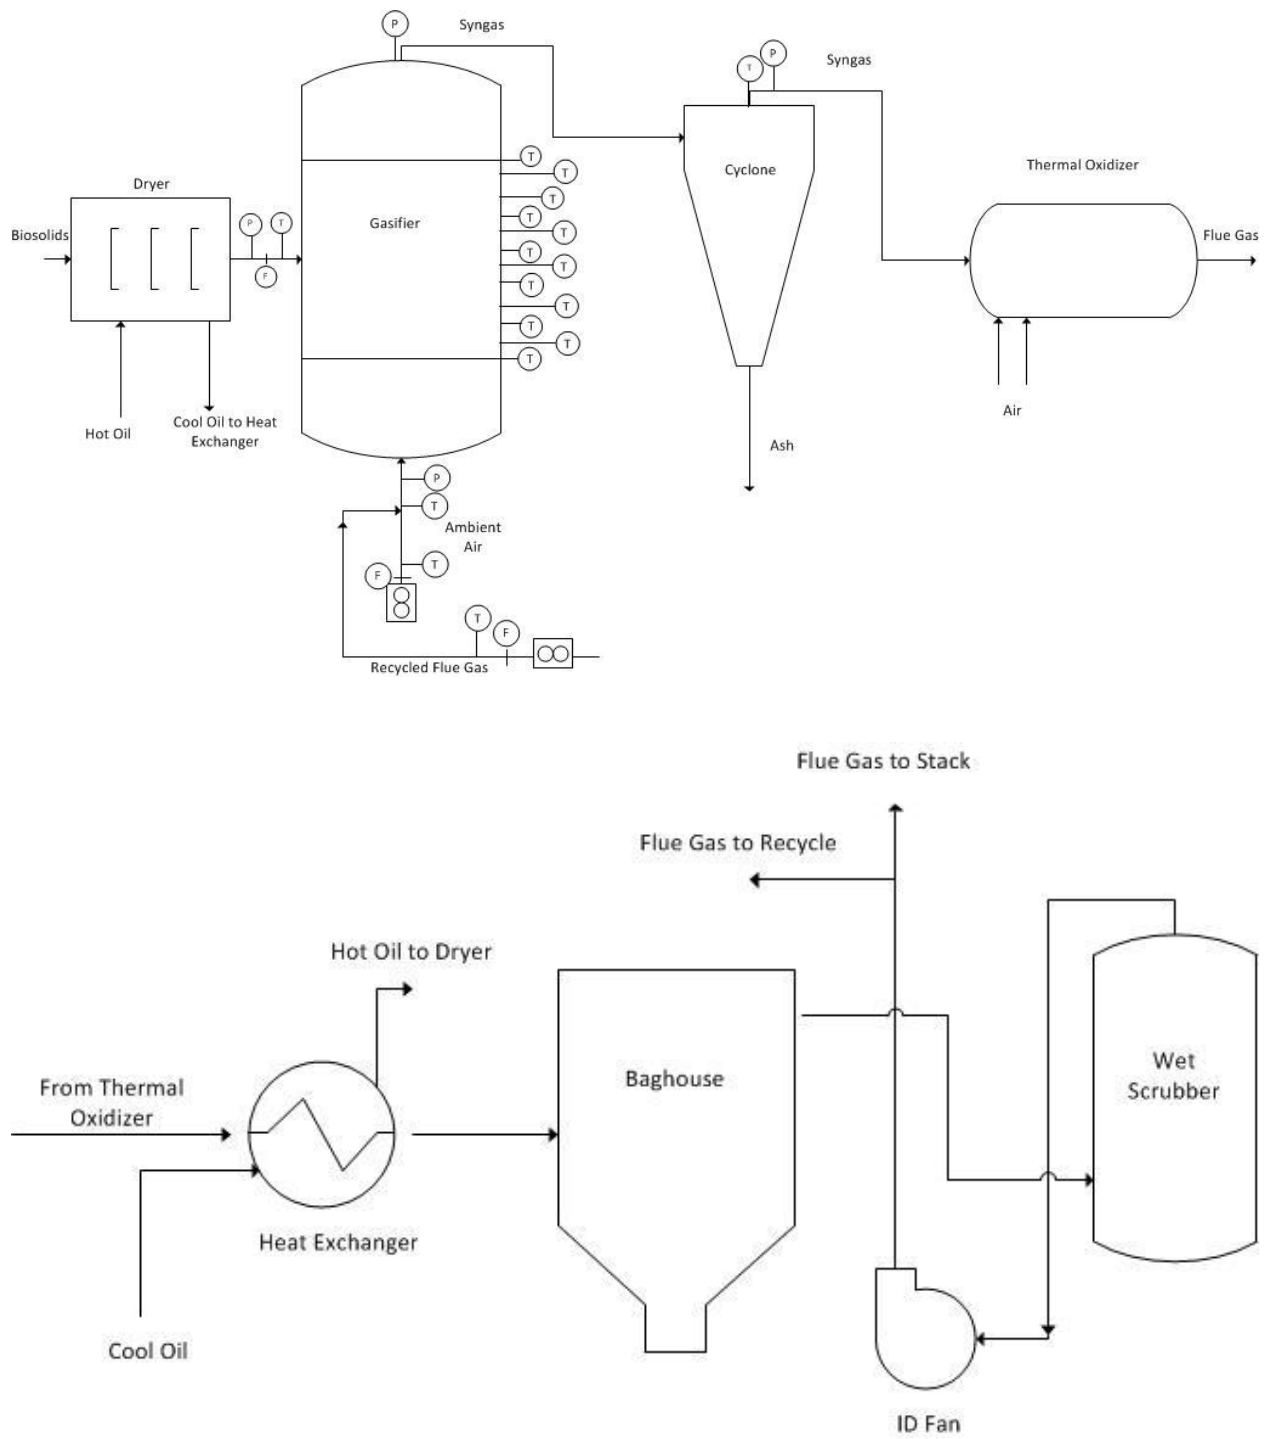 P
Syngas
T
P
Syngas
Thermal Oxidizer
Dryer
Cyclone
T
T
T
T
T
T
T
T
T
T
T
T
Biosolids
P
T
F
Gasifier
Flue Gas
Hot Oil
Cool Oil to Heat
Exchanger
Air
Ash
P
T
Ambient
Air
F
T
T
F
Recycled Flue Gas
Flue Gas to Stack
Flue Gas to Recycle
Hot Oil to Dryer
From Thermal
Oxidizer
Baghouse
Wet
Scrubber
Heat Exchanger
Cool Oil
ID Fan